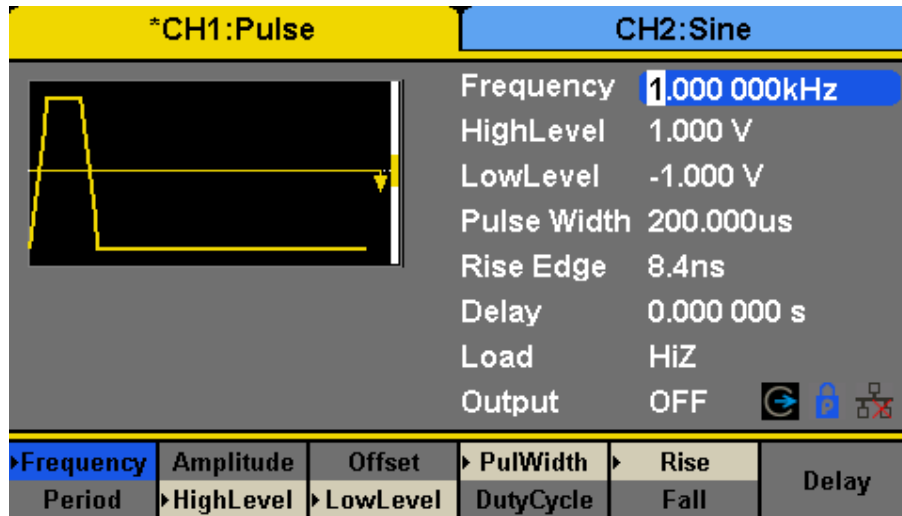 *CH1:Pulse
CH2:Sine
Frequency 1.000 000kHz
HighLevel 1.000 V
LowLevel -1.000 V
Pulse Width 200.000us
Rise Edge 8.4ns
Delay 0.000 000 s
Load HiZ
Output OFF
P
Frequency Amplitude Offset PulWidth Rise Delay
Period HighLevel LowLevel DutyCycle Fall